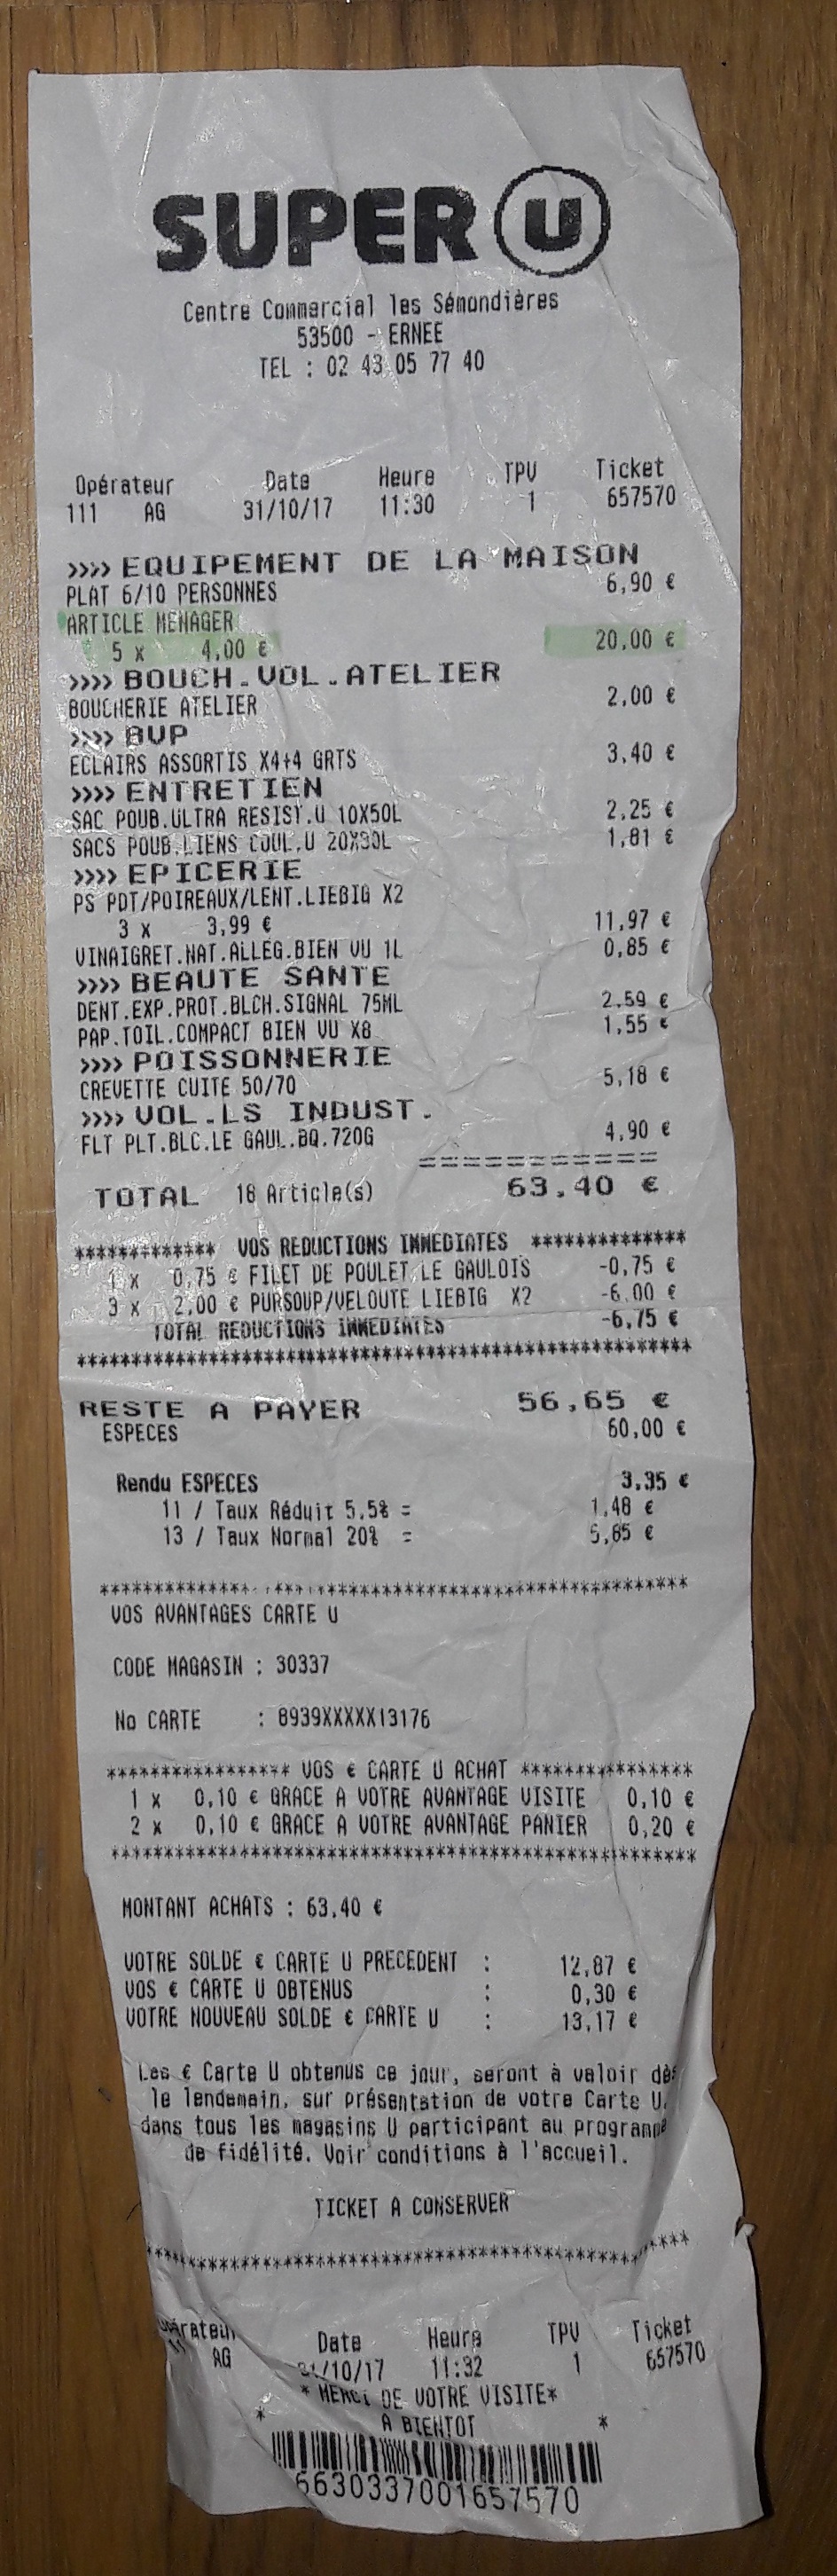 SUPER U
Centre Commercial les Sémondières
53500 - ERNEE
TEL : 02 43 05 77 40
Opérateur Date Heure TPV Ticket
111 AG 31/10/17 11:30 1 657570
>>>> EQUIPEMENT DE LA MAISON
PLAT 6/10 PERSONNES 6,90 €
ARTICLE MENAGER
5 x 4,00 € 20,00 €
>>>> BOUCH.VOL.ATELIER
BOUCHERIE ATELIER 2,00 €
>>>> BVP
ECLAIRS ASSORTIS X4+4 GRTS 3,40 €
>>>> ENTRETIEN
SAC POUB.ULTRA RESIST.U 10X50L 2,25 €
SACS POUB.LIENS COUL.U 20X30L 1,81 €
>>>> EPICERIE
PS PDT/POIREAUX/LENT.LIEBIG X2
3 x 3,99 € 11,97 €
VINAIGRET.NAT.ALLEG.BIEN VU 1L 0,85 €
>>>> BEAUTE SANTE
DENT.EXP.PROT.BLCH.SIGNAL 75ML 2,59 €
PAP.TOIL.COMPACT BIEN VU X8 1,55 €
>>>> POISSONNERIE
CREVETTE CUITE 50/70 5,18 €
>>>> VOL.LS INDUST.
FLT PLT.BLC.LE GAUL.BQ.720G 4,90 €
===========
TOTAL 18 Article(s) 63,40 €
************* VOS REDUCTIONS IMMEDIATES **************
1 x 0,75 € FILET DE POULET LE GAULOIS -0,75 €
3 x 2,00 € PURSOUP/VELOUTE LIEBIG X2 -6,00 €
TOTAL REDUCTIONS IMMEDIATES -6,75 €
*********************************************************
RESTE A PAYER 56,65 €
ESPECES 60,00 €
Rendu ESPECES 3,35 €
11 / Taux Réduit 5.5% = 1,48 €
13 / Taux Normal 20% = 5,85 €
*********************************************************
VOS AVANTAGES CARTE U
CODE MAGASIN : 30337
No CARTE : 8939XXXXX13176
***************** VOS € CARTE U ACHAT ****************
1 x 0,10 € GRACE A VOTRE AVANTAGE VISITE 0,10 €
2 x 0,10 € GRACE A VOTRE AVANTAGE PANIER 0,20 €
*********************************************************
MONTANT ACHATS : 63,40 €
VOTRE SOLDE € CARTE U PRECEDENT : 12,87 €
VOS € CARTE U OBTENUS : 0,30 €
VOTRE NOUVEAU SOLDE € CARTE U : 13,17 €
Les € Carte U obtenus ce jour, seront à valoir dès
le lendemain, sur présentation de votre Carte U,
dans tous les magasins U participant au programme
de fidélité. Voir conditions à l'accueil.
TICKET A CONSERVER
*********************************************************
Date Heure TPV Ticket
AG /10/17 11:32 1 657570
* MERCI DE VOTRE VISITE*
* A BIENTOT *
6630337001657570